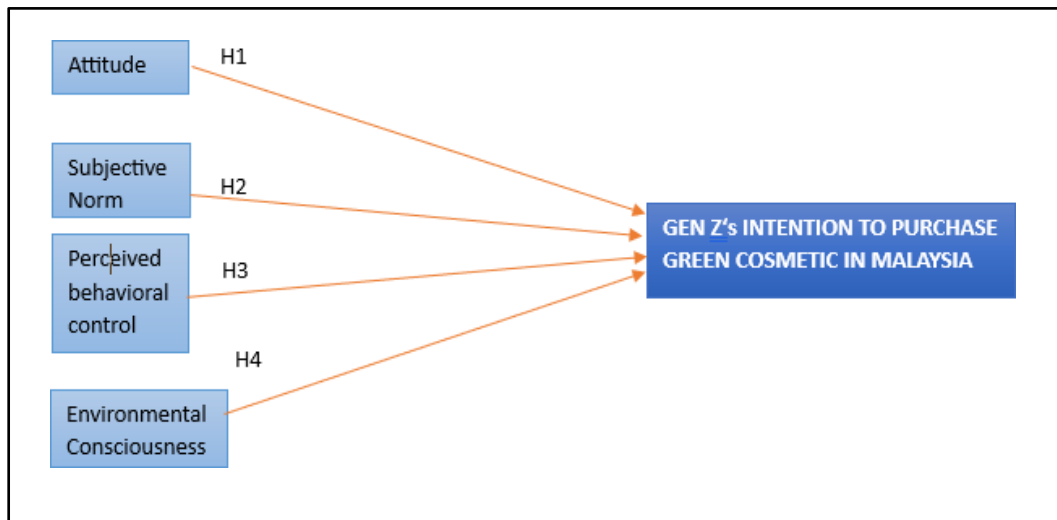 Attitude
H1
Subjective
Norm
H2
Perceived
behavioral
control
H3
H4
Environmental
Consciousness
GEN Z‘s INTENTION TO PURCHASE
GREEN COSMETIC IN MALAYSIA